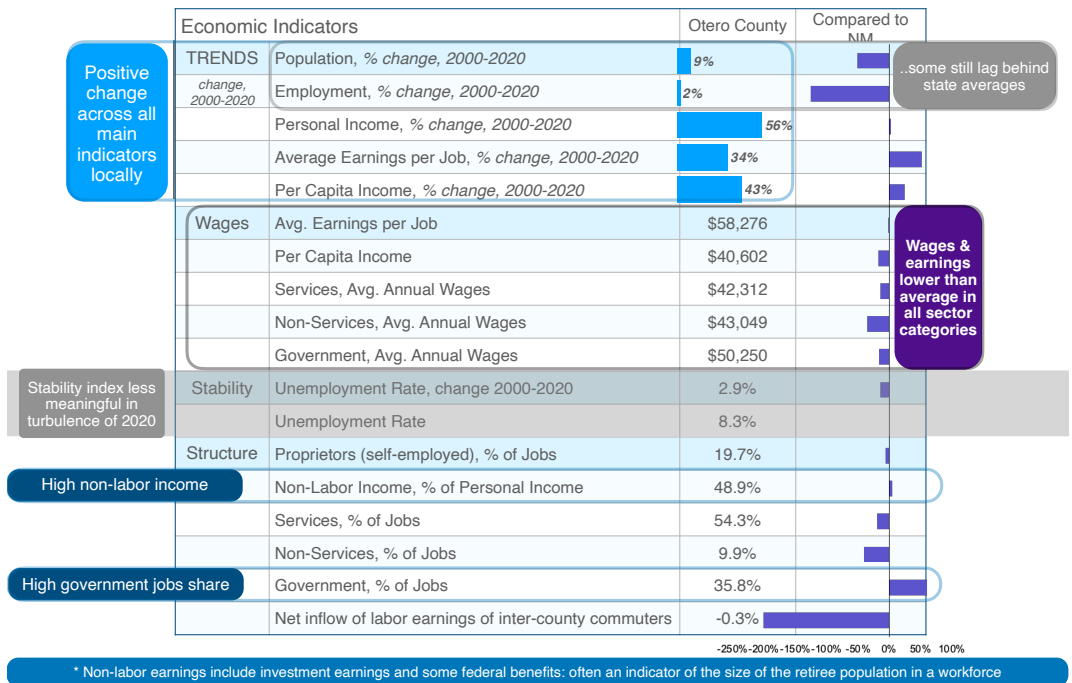 Economic Indicators Otero County Compared to NM
Positive change across all main indicators locally
TRENDS Population, % change, 2000-2020 9%
..some still lag behind state averages
change, 2000-2020 Employment, % change, 2000-2020 2%
Personal Income, % change, 2000-2020 56%
Average Earnings per Job, % change, 2000-2020 34%
Per Capita Income, % change, 2000-2020 43%
Wages Avg. Earnings per Job $58,276
Per Capita Income $40,602
Services, Avg. Annual Wages $42,312
Non-Services, Avg. Annual Wages $43,049
Government, Avg. Annual Wages $50,250
Wages & earnings lower than average in all sector categories
Stability index less meaningful in turbulence of 2020
Stability Unemployment Rate, change 2000-2020 2.9%
Unemployment Rate 8.3%
Structure Proprietors (self-employed), % of Jobs 19.7%
High non-labor income
Non-Labor Income, % of Personal Income 48.9%
Services, % of Jobs 54.3%
Non-Services, % of Jobs 9.9%
High government jobs share
Government, % of Jobs 35.8%
Net inflow of labor earnings of inter-county commuters -0.3%
-250% -200% -150% -100% -50% 0% 50% 100%
* Non-labor earnings include investment earnings and some federal benefits: often an indicator of the size of the retiree population in a workforce